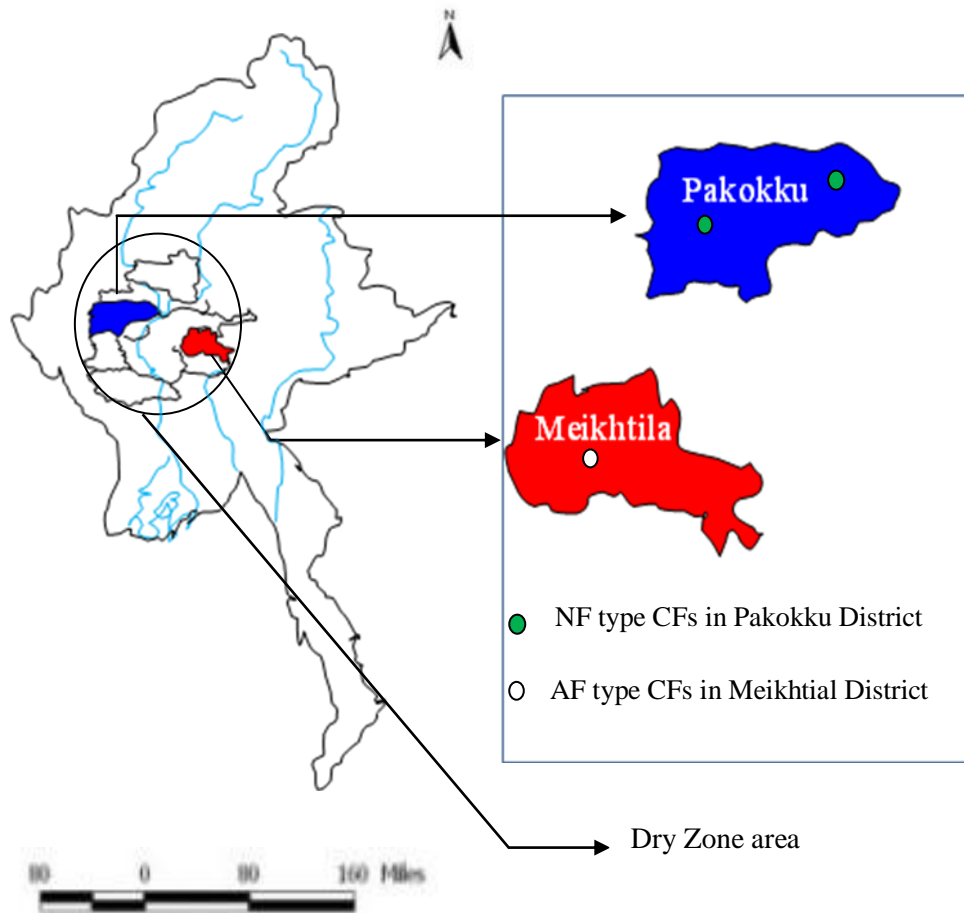 N
Pakokku
Meikhtila
NF type CFs in Pakokku District
AF type CFs in Meikhtial District
Dry Zone area
80 0 80 160 Miles